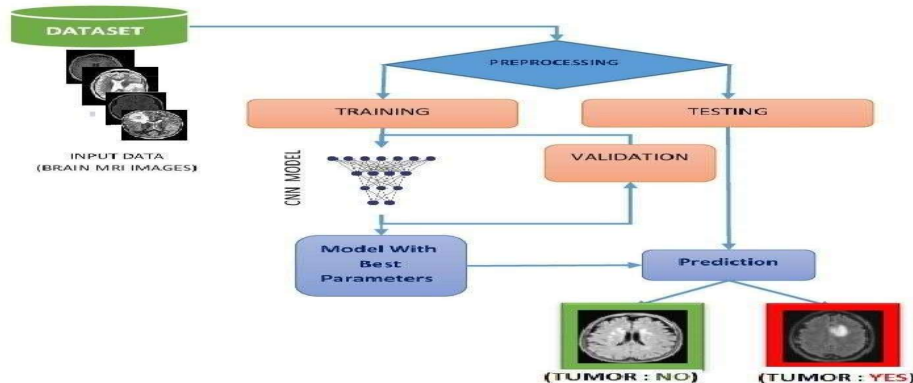 DATASET
PREPROCESSING
TRAINING
TESTING
INPUT DATA
(BRAIN MRI IMAGES)
CNN MODEL
VALIDATION
Model With
Best
Parameters
Prediction
(TUMOR : NO)
(TUMOR : YES)